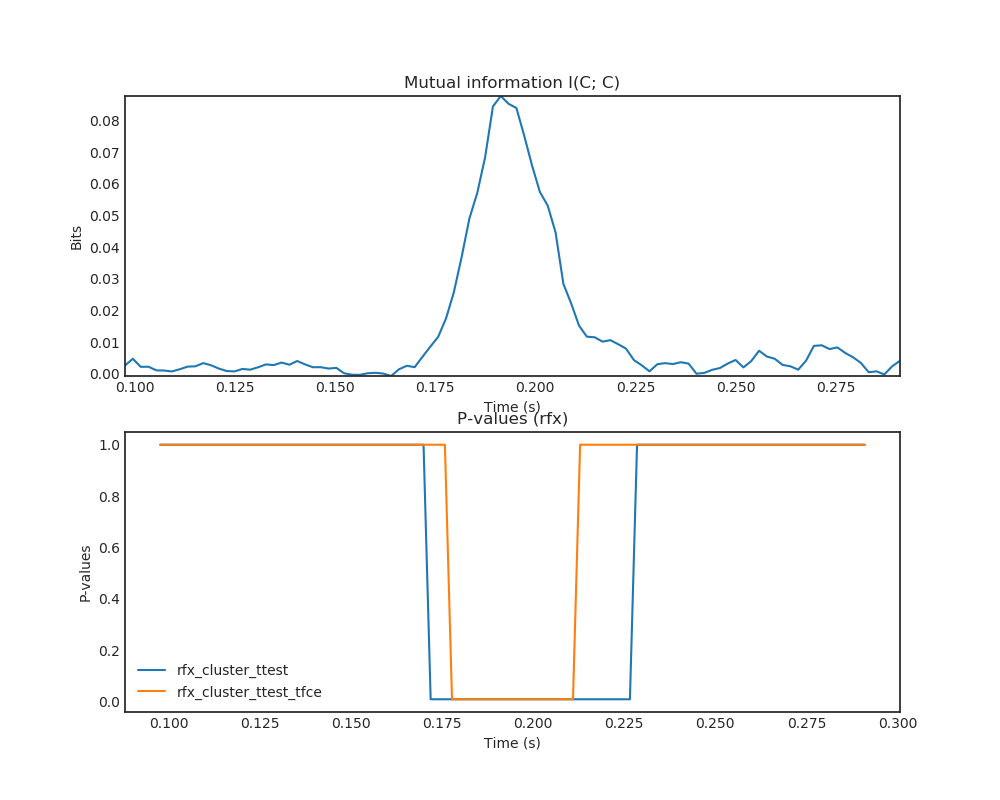 Mutual information I(C; C)
0.08
0.07
0.06
0.05
0.04
0.03
0.02
0.01
0.00
Bits
0.100 0.125 0.150 0.175 0.200 0.225 0.250 0.275
Time (s)
P-values (rfx)
1.0
0.8
0.6
0.4
0.2
0.0
P-values
rfx_cluster_ttest
rfx_cluster_ttest_tfce
0.100 0.125 0.150 0.175 0.200 0.225 0.250 0.275 0.300
Time (s)